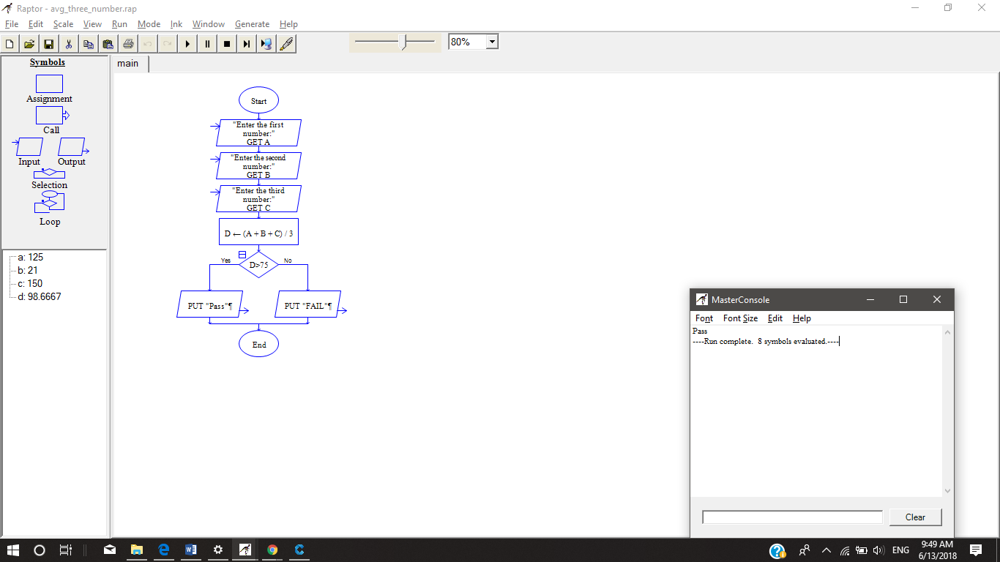 Raptor - avg_three_number.rap
File Edit Scale View Run Mode Ink Window Generate Help
80%
Symbols
Assignment
Call
Input Output
Selection
Loop
a: 125
b: 21
c: 150
d: 98.6667
main
Start
"Enter the first
number:"
GET A
"Enter the second
number:"
GET B
"Enter the third
number:"
GET C
D ← (A + B + C) / 3
Yes No
D>75
PUT "Pass"¶ PUT "FAIL"¶
End
MasterConsole
Font Font Size Edit Help
Pass
----Run complete. 8 symbols evaluated.----
Clear
ENG
9:49 AM
6/13/2018